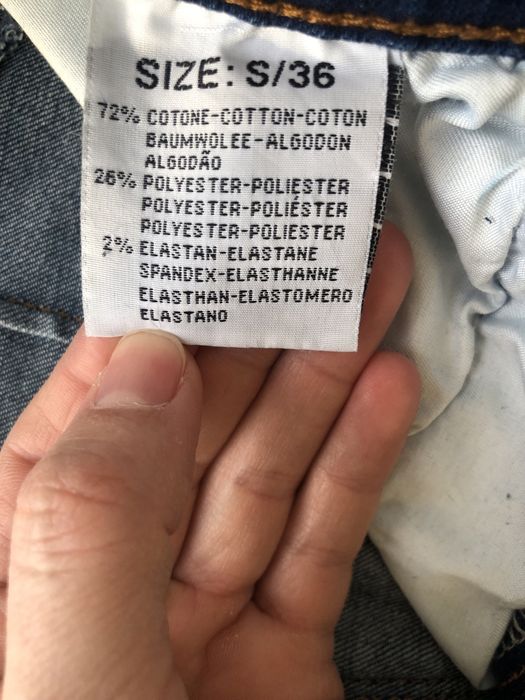 SIZE: S/36
72% COTONE-COTTON-COTON
BAUMWOLEE-ALGODON
ALGODÃO
26% POLYESTER-POLIESTER
POLYESTER-POLIÉSTER
POLYESTER-POLIESTER
2% ELASTAN-ELASTANE
SPANDEX-ELASTHANNE
ELASTHAN-ELASTOMERO
ELASTANO